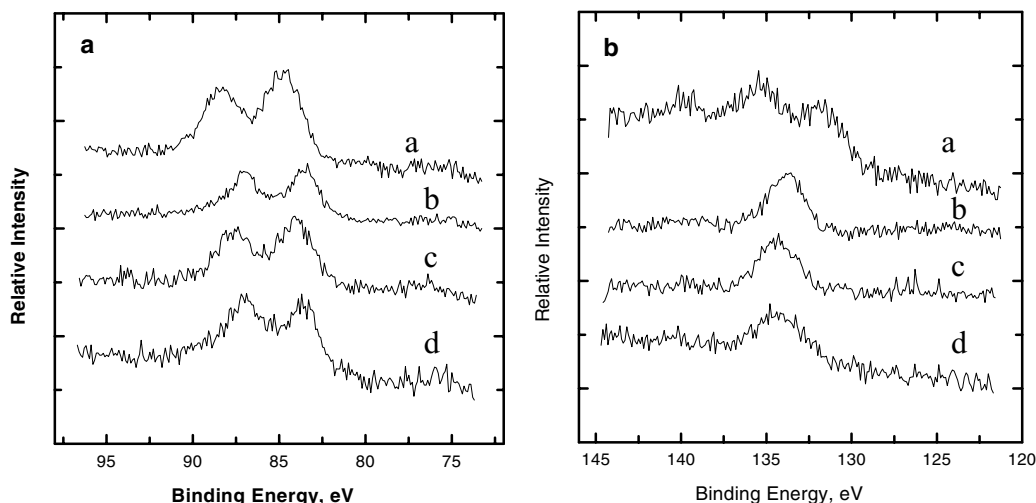 a
a
b
c
d
Relative Intensity
95 90 85 80 75
Binding Energy, eV
b
a
b
c
d
Relative Intensity
145 140 135 130 125 120
Binding Energy, eV